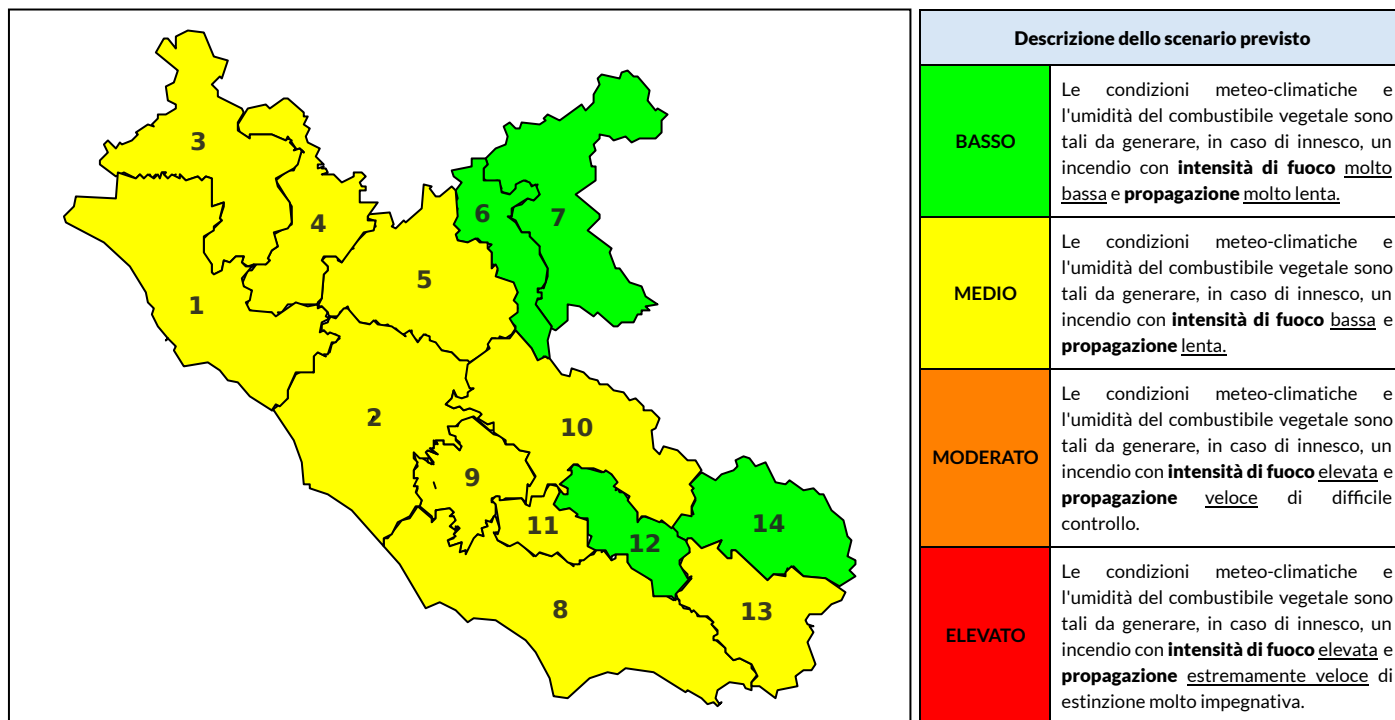 3
4
6
7
5
1
2
10
9
11
12
14
8
13
Descrizione dello scenario previsto
BASSO
Le condizioni meteo-climatiche e
l'umidità del combustibile vegetale sono
tali da generare, in caso di innesco, un
incendio con intensità di fuoco molto
bassa e propagazione molto lenta.
MEDIO
Le condizioni meteo-climatiche e
l'umidità del combustibile vegetale sono
tali da generare, in caso di innesco, un
incendio con intensità di fuoco bassa e
propagazione lenta.
MODERATO
Le condizioni meteo-climatiche e
l'umidità del combustibile vegetale sono
tali da generare, in caso di innesco, un
incendio con intensità di fuoco elevata e
propagazione veloce di difficile
controllo.
ELEVATO
Le condizioni meteo-climatiche e
l'umidità del combustibile vegetale sono
tali da generare, in caso di innesco, un
incendio con intensità di fuoco elevata e
propagazione estremamente veloce di
estinzione molto impegnativa.